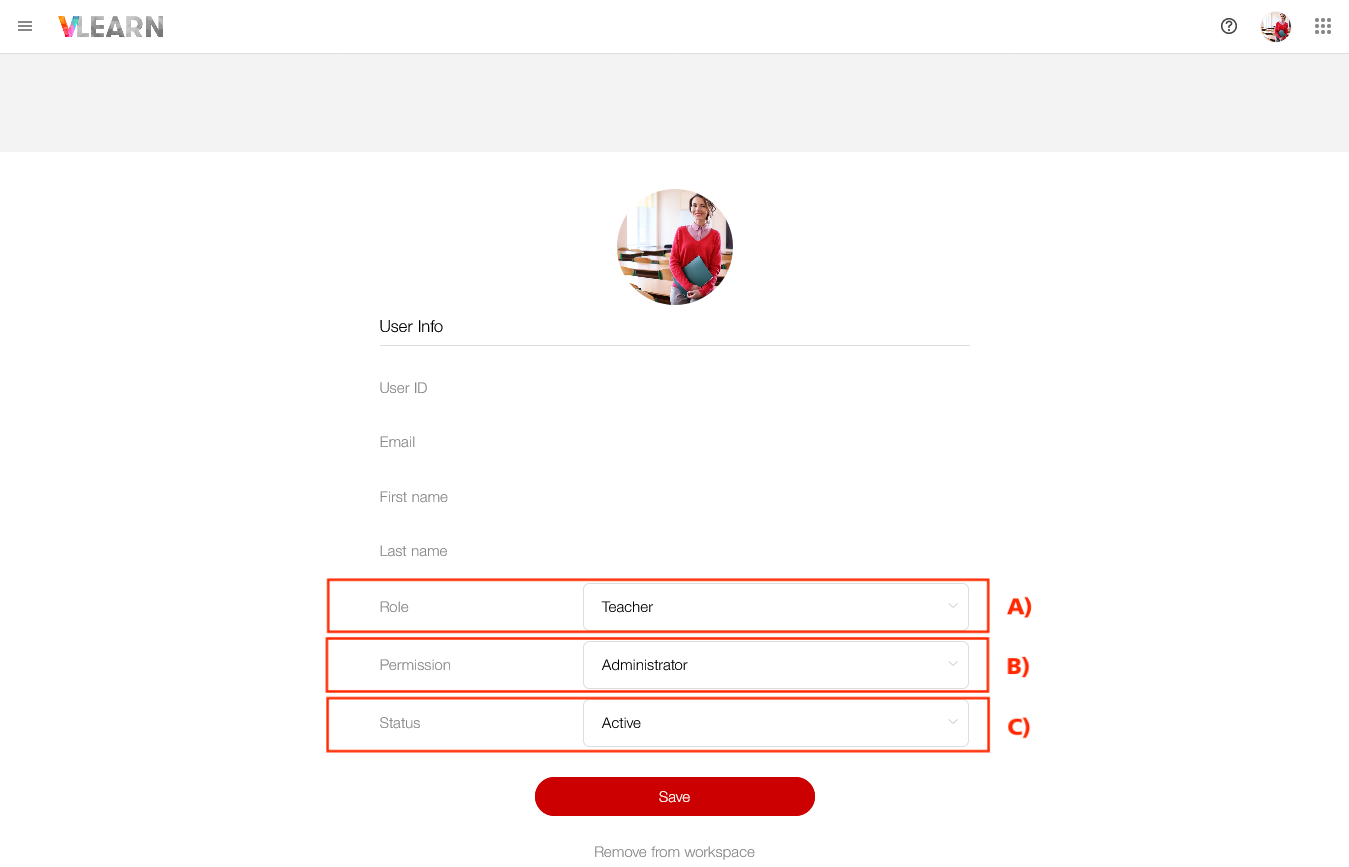 VLEARN
User Info
User ID
Email
First name
Last name
Role Teacher A)
Permission Administrator B)
Status Active C)
Save
Remove from workspace